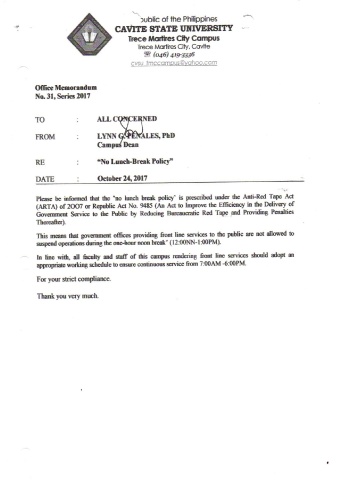 Republic of the Philippines
CAVITE STATE UNIVERSITY
Trece Martires City Campus
Trece Martires City, Cavite
☏ (046) 419-3536
cvsu_tmccampus@yahoo.com
Office Memorandum
No. 31, Series 2017
TO : ALL CONCERNED
FROM : LYNN G. PENALES, PhD
Campus Dean
RE : “No Lunch-Break Policy”
DATE : October 24, 2017
Please be informed that the "no lunch break policy' is prescribed under the Anti-Red Tape Act
(ARTA) of 2OO7 or Republic Act No. 9485 (An Act to Improve the Efficiency in the Delivery of
Government Service to the Public by Reducing Bureaucratic Red Tape and Providing Penalties
Thereafter).
This means that government offices providing front line services to the public are not allowed to
suspend operations during the one-hour noon break" (12:00NN-1:00PM).
In line with, all faculty and staff of this campus rendering front line services should adopt an
appropriate working schedule to ensure continuous service from 7:00AM -6:00PM.
For your strict compliance.
Thank you very much.